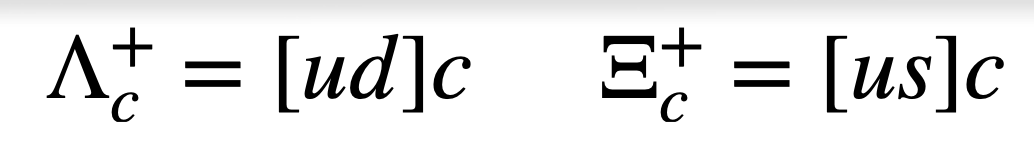 Λ_c^+ = [ud]c Ξ_c^+ = [us]c